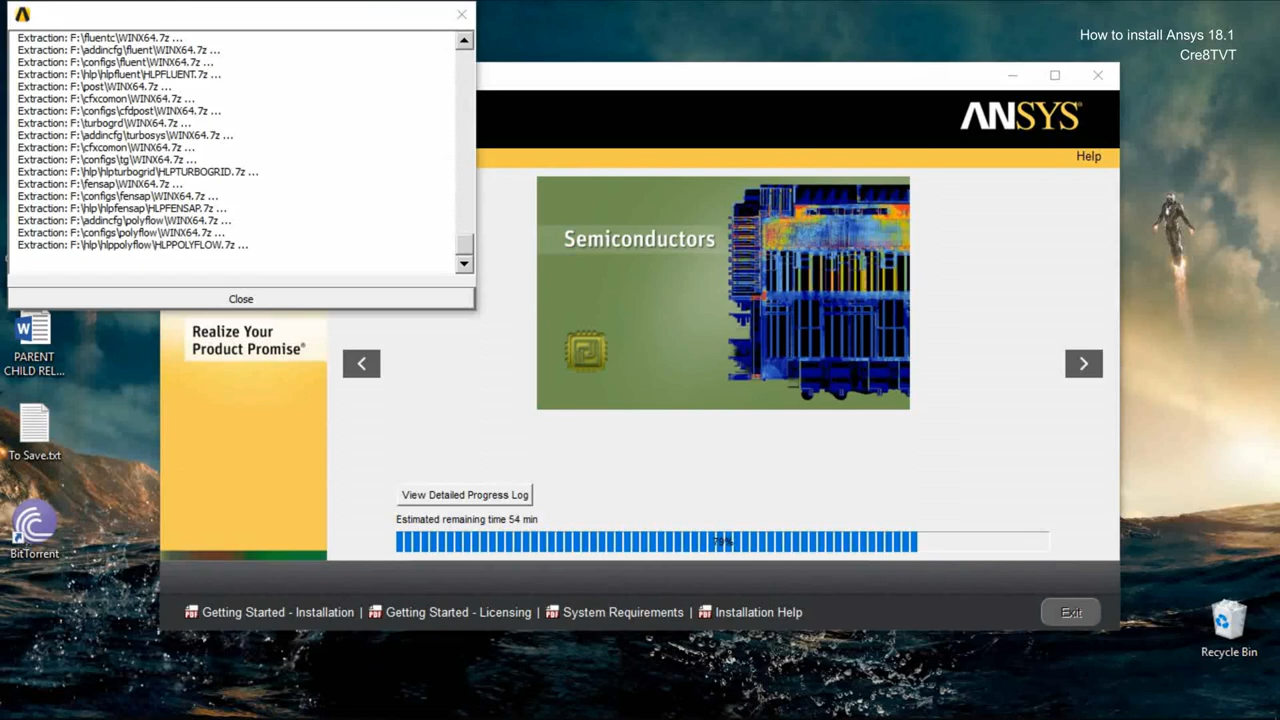 How to install Ansys 18.1
Cre8TVT
Extraction: F:\fluentc\WINX64.7z ...
Extraction: F:\addincfg\fluent\WINX64.7z ...
Extraction: F:\configs\fluent\WINX64.7z ...
Extraction: F:\hlp\hlpfluent\HLPFLUENT.7z ...
Extraction: F:\post\WINX64.7z ...
Extraction: F:\cfxcomon\WINX64.7z ...
Extraction: F:\configs\cfdpost\WINX64.7z ...
Extraction: F:\turbogrd\WINX64.7z ...
Extraction: F:\addincfg\turbosys\WINX64.7z ...
Extraction: F:\cfxcomon\WINX64.7z ...
Extraction: F:\configs\tg\WINX64.7z ...
Extraction: F:\hlp\hlpturbogrid\HLPTURBOGRID.7z ...
Extraction: F:\fensap\WINX64.7z ...
Extraction: F:\configs\fensap\WINX64.7z ...
Extraction: F:\hlp\hlpfensap\HLPFENSAP.7z ...
Extraction: F:\addincfg\polyflow\WINX64.7z ...
Extraction: F:\configs\polyflow\WINX64.7z ...
Extraction: F:\hlp\hlppolyflow\HLPPOLYFLOW.7z ...
Close
ANSYS®
Help
Semiconductors
Realize Your
Product Promise®
View Detailed Progress Log
Estimated remaining time 54 min
79%
Getting Started - Installation | Getting Started - Licensing | System Requirements | Installation Help
Exit
PARENT
CHILD REL...
To Save.txt
BitTorrent
Recycle Bin